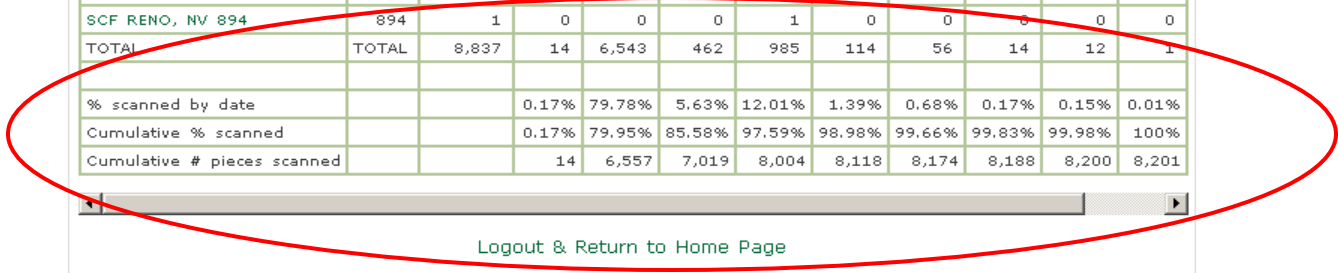 SCF RENO, NV 894 894 1 0 0 0 1 0 0 0 0 0
TOTAL TOTAL 8,837 14 6,543 462 985 114 56 14 12 1
% scanned by date 0.17% 79.78% 5.63% 12.01% 1.39% 0.68% 0.17% 0.15% 0.01%
Cumulative % scanned 0.17% 79.95% 85.58% 97.59% 98.98% 99.66% 99.83% 99.98% 100%
Cumulative # pieces scanned 14 6,557 7,019 8,004 8,118 8,174 8,188 8,200 8,201
Logout & Return to Home Page